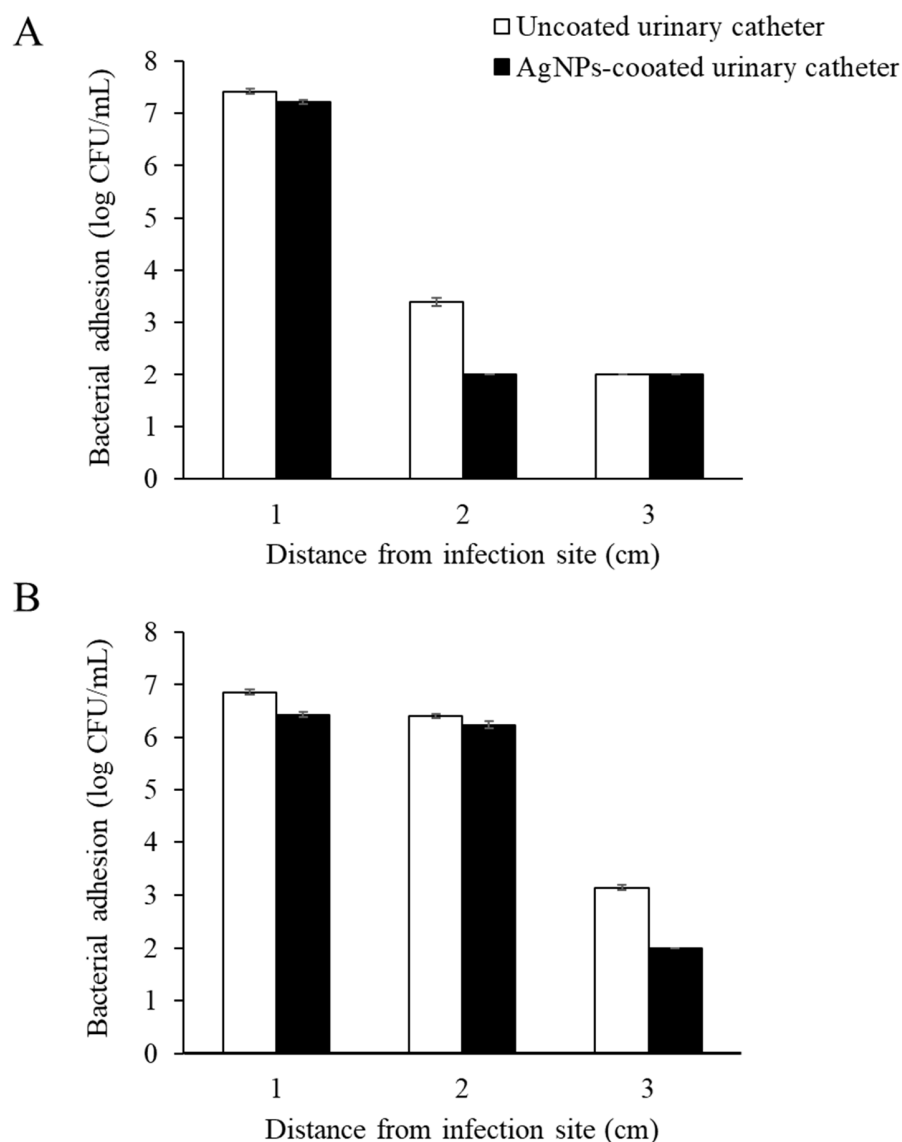 A
Uncoated urinary catheter
AgNPs-cooated urinary catheter
Bacterial adhesion (log CFU/mL)
8
7
6
5
4
3
2
1
0
1 2 3
Distance from infection site (cm)
B
Bacterial adhesion (log CFU/mL)
8
7
6
5
4
3
2
1
0
1 2 3
Distance from infection site (cm)